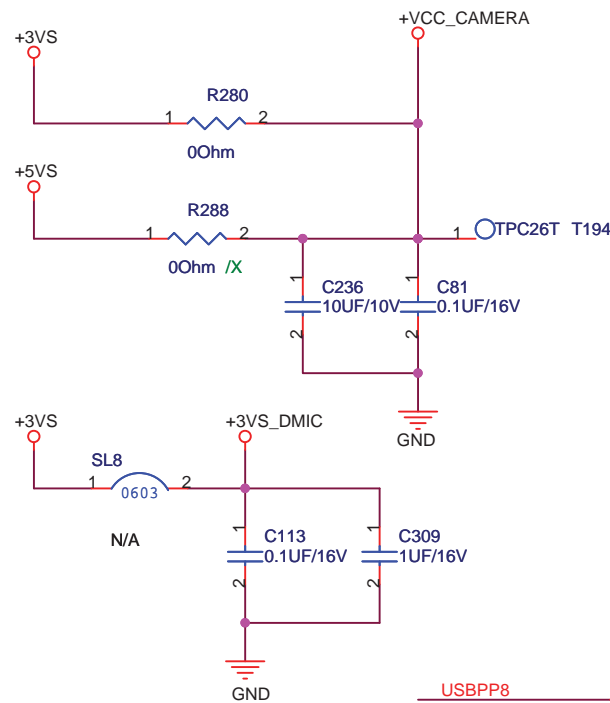 +VCC_CAMERA
+3VS
R280
1 2
0Ohm
+5VS
R288
1 2
0Ohm /X
1 TPC26T T194
1 C236
10UF/10V
2
1 C81
0.1UF/16V
2
GND
+3VS
+3VS_DMIC
SL8
1 0603 2
N/A
1 C113
0.1UF/16V
2
1 C309
1UF/16V
2
GND
USBPP8